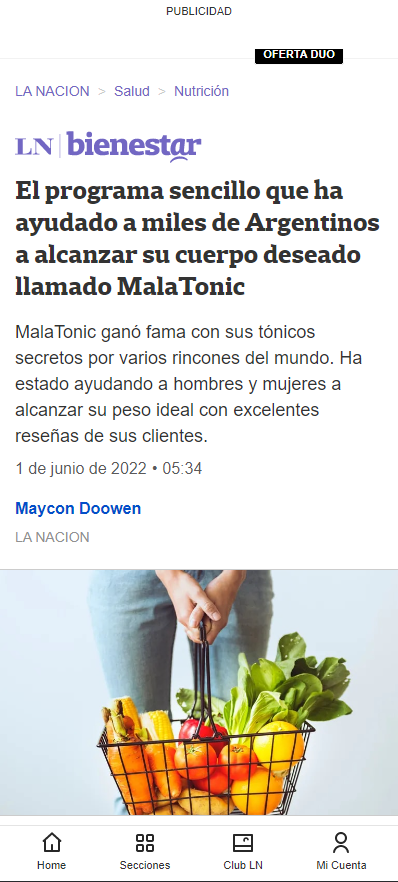 PUBLICIDAD
OFERTA DUO
LA NACION > Salud > Nutrición
LN | bienestar
El programa sencillo que ha
ayudado a miles de Argentinos
a alcanzar su cuerpo deseado
llamado MalaTonic
MalaTonic ganó fama con sus tónicos
secretos por varios rincones del mundo. Ha
estado ayudando a hombres y mujeres a
alcanzar su peso ideal con excelentes
reseñas de sus clientes.
1 de junio de 2022 • 05:34
Maycon Doowen
LA NACION
Home Secciones Club LN Mi Cuenta